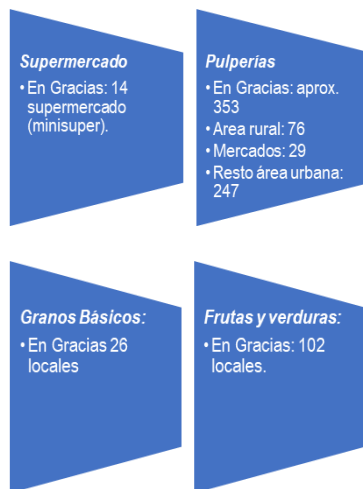 Supermercado
• En Gracias: 14
supermercado
(minisuper).
Pulperías
• En Gracias: aprox.
353
• Area rural: 76
• Mercados: 29
• Resto área urbana:
247
Granos Básicos:
• En Gracias 26
locales
Frutas y verduras:
• En Gracias: 102
locales.